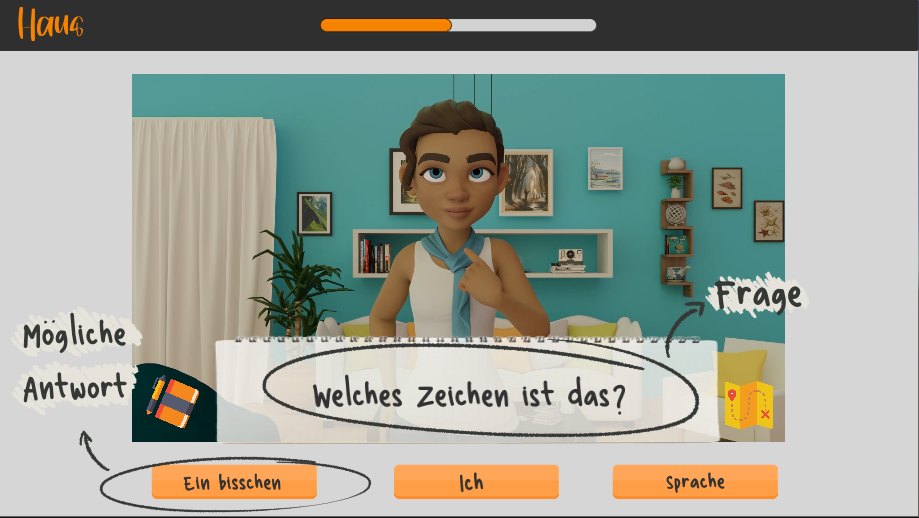 Haus
Frage
Mögliche
Antwort
Welches Zeichen ist das?
Ein bisschen
Ich
Sprache